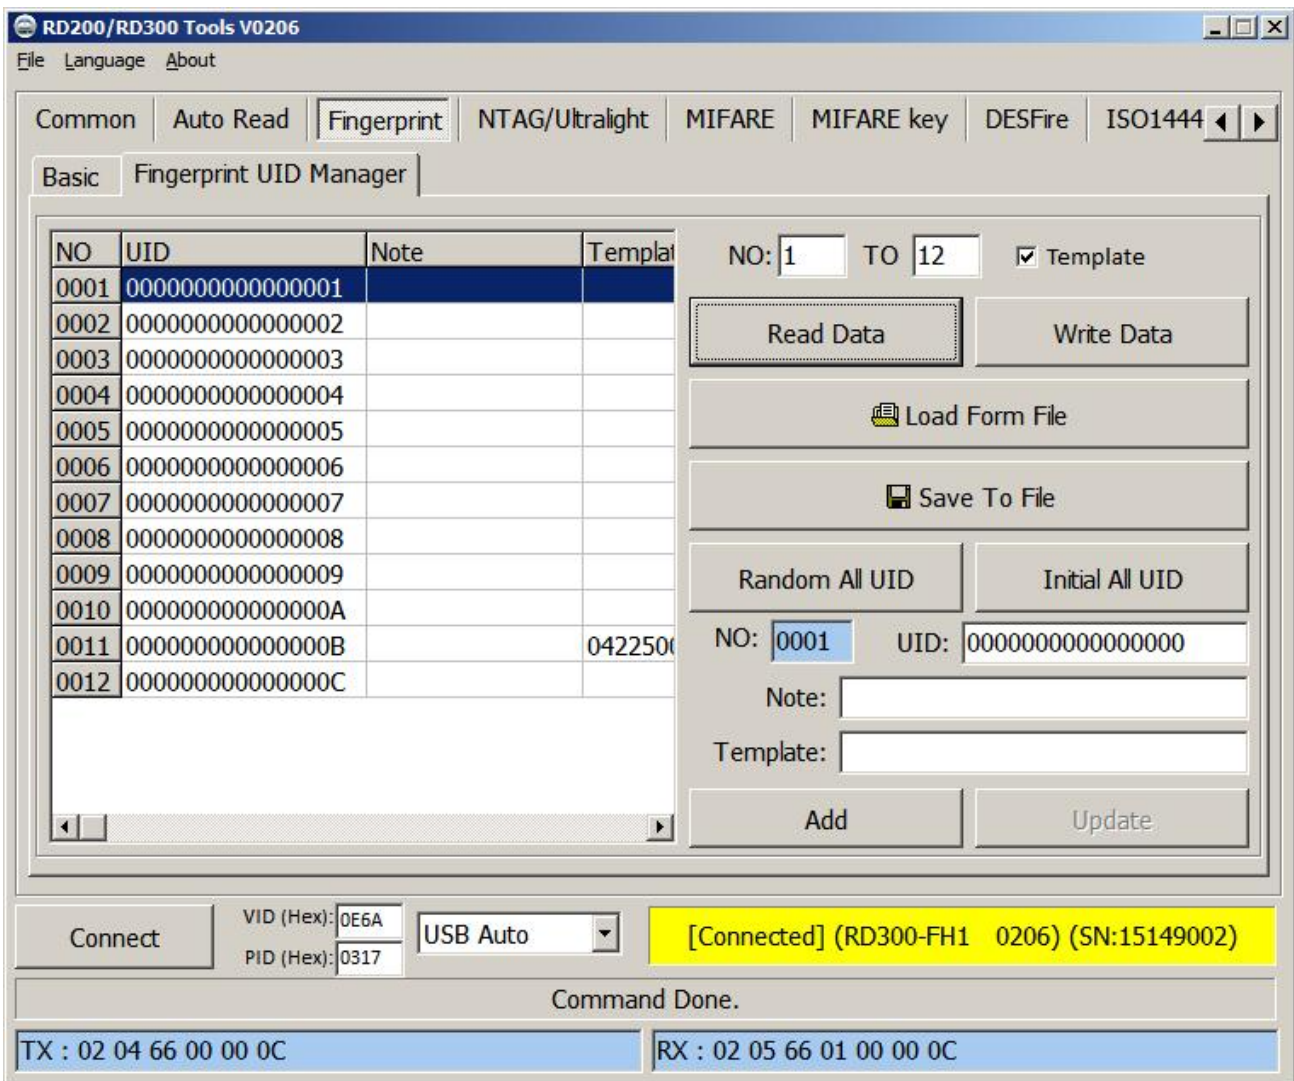 RD200/RD300 Tools V0206
File Language About
Common Auto Read Fingerprint NTAG/Ultralight MIFARE MIFARE key DESFire ISO1444
Basic Fingerprint UID Manager
NO UID Note Templat
0001 0000000000000001
0002 0000000000000002
0003 0000000000000003
0004 0000000000000004
0005 0000000000000005
0006 0000000000000006
0007 0000000000000007
0008 0000000000000008
0009 0000000000000009
0010 000000000000000A
0011 000000000000000B 0422500
0012 000000000000000C
NO: 1 TO 12 Template
Read Data Write Data
Load Form File
Save To File
Random All UID Initial All UID
NO: 0001 UID: 0000000000000000
Note:
Template:
Add Update
Connect
VID (Hex): 0E6A
PID (Hex): 0317
USB Auto
[Connected] (RD300-FH1 0206) (SN:15149002)
Command Done.
TX : 02 04 66 00 00 0C
RX : 02 05 66 01 00 00 0C